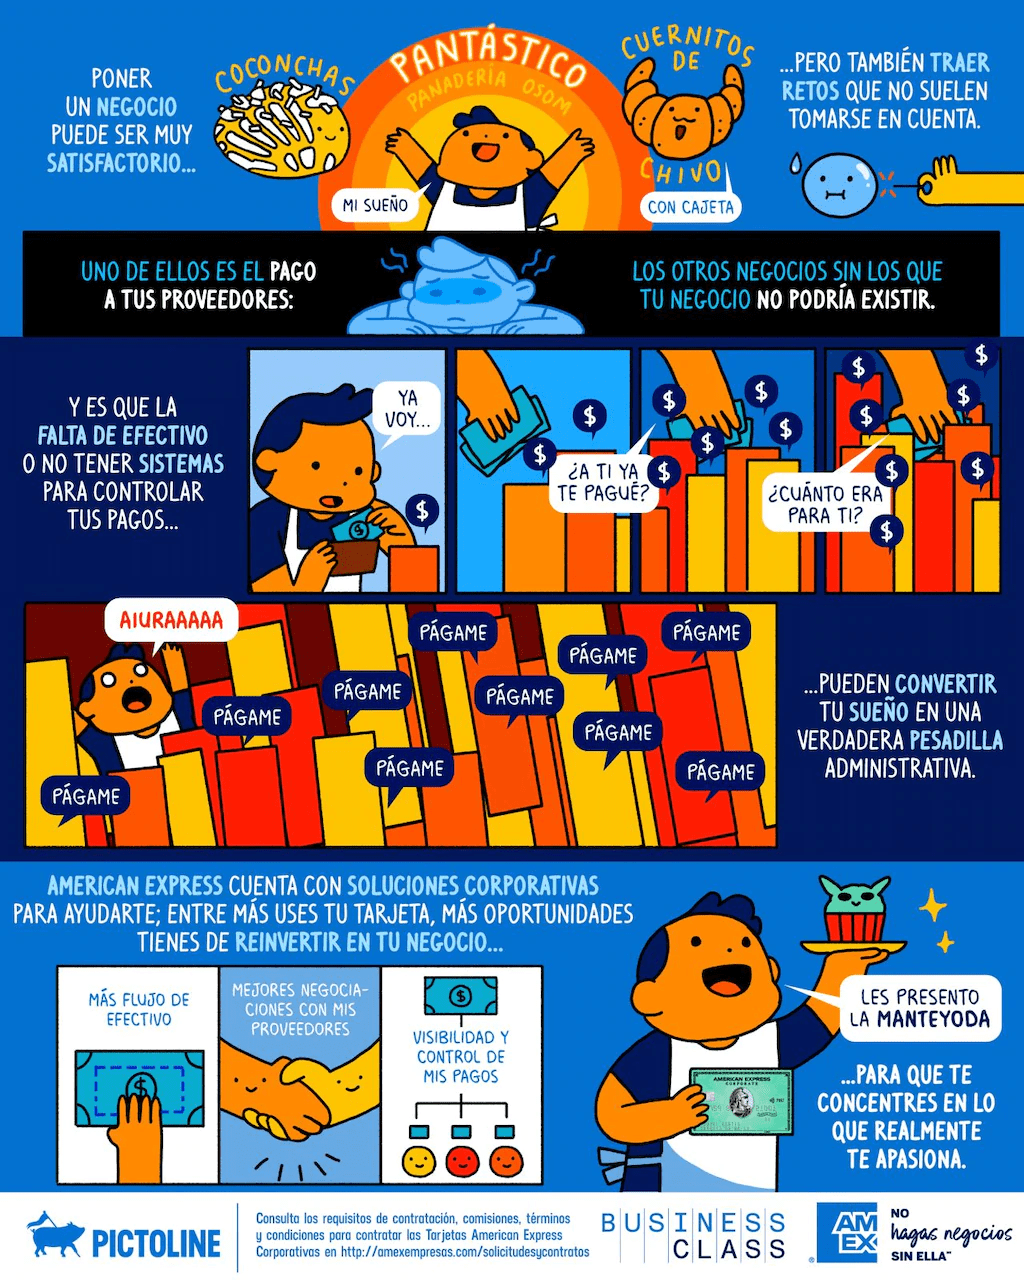 PONER
UN NEGOCIO
PUEDE SER MUY
SATISFACTORIO...
COCONCHAS
PANTÁSTICO
PANADERÍA OSOM
MI SUEÑO
CUERNITOS
DE
CHIVO
CON CAJETA
...PERO TAMBIÉN TRAER
RETOS QUE NO SUELEN
TOMARSE EN CUENTA.
UNO DE ELLOS ES EL PAGO
A TUS PROVEEDORES:
LOS OTROS NEGOCIOS SIN LOS QUE
TU NEGOCIO NO PODRÍA EXISTIR.
Y ES QUE LA
FALTA DE EFECTIVO
O NO TENER SISTEMAS
PARA CONTROLAR
TUS PAGOS...
YA
VOY...
$
$
$
$
¿A TI YA
TE PAGUÉ?
$
$
$
$
$
¿CUÁNTO ERA
PARA TI?
$
$
$
$
$
$
$
AIURAAAAA
PÁGAME
PÁGAME
PÁGAME
PÁGAME
PÁGAME
PÁGAME
PÁGAME
PÁGAME
PÁGAME
PÁGAME
...PUEDEN CONVERTIR
TU SUEÑO EN UNA
VERDADERA PESADILLA
ADMINISTRATIVA.
AMERICAN EXPRESS CUENTA CON SOLUCIONES CORPORATIVAS
PARA AYUDARTE; ENTRE MÁS USES TU TARJETA, MÁS OPORTUNIDADES
TIENES DE REINVERTIR EN TU NEGOCIO...
MÁS FLUJO DE
EFECTIVO
$
MEJORES NEGOCIA-
CIONES CON MIS
PROVEEDORES
$
VISIBILIDAD Y
CONTROL DE
MIS PAGOS
LES PRESENTO
LA MANTEYODA
AMERICAN EXPRESS
CORPORATE
...PARA QUE TE
CONCENTRES EN LO
QUE REALMENTE
TE APASIONA.
PICTOLINE
Consulta los requisitos de contratación, comisiones, términos
y condiciones para contratar las Tarjetas American Express
Corporativas en http://amexempresas.com/solicitudesycontratos
BUSINESS
CLASS
AM
EX
®
NO
hagas negocios
SIN ELLA™